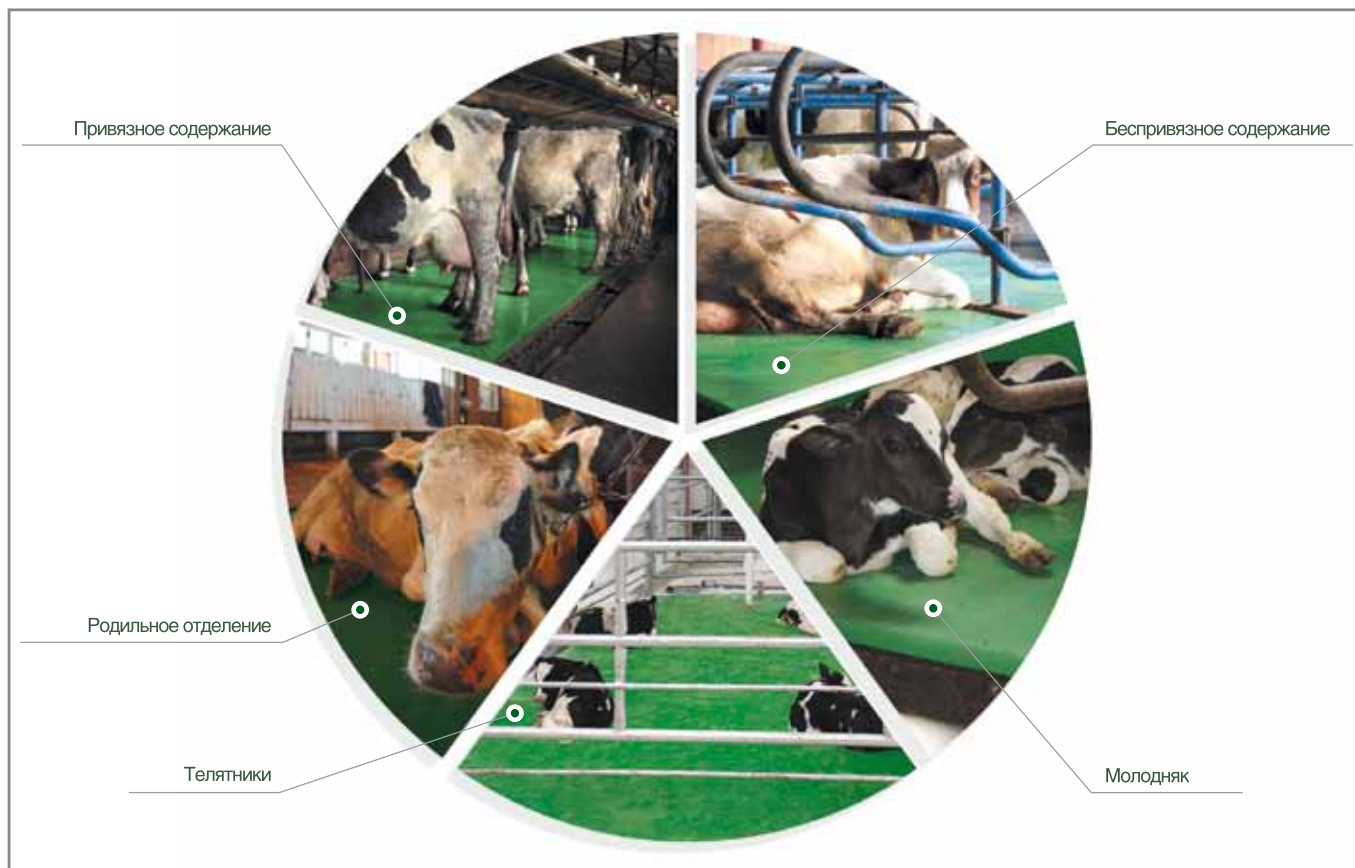 Привязное содержание
Беспривязное содержание
Родильное отделение
Телятники
Молодняк